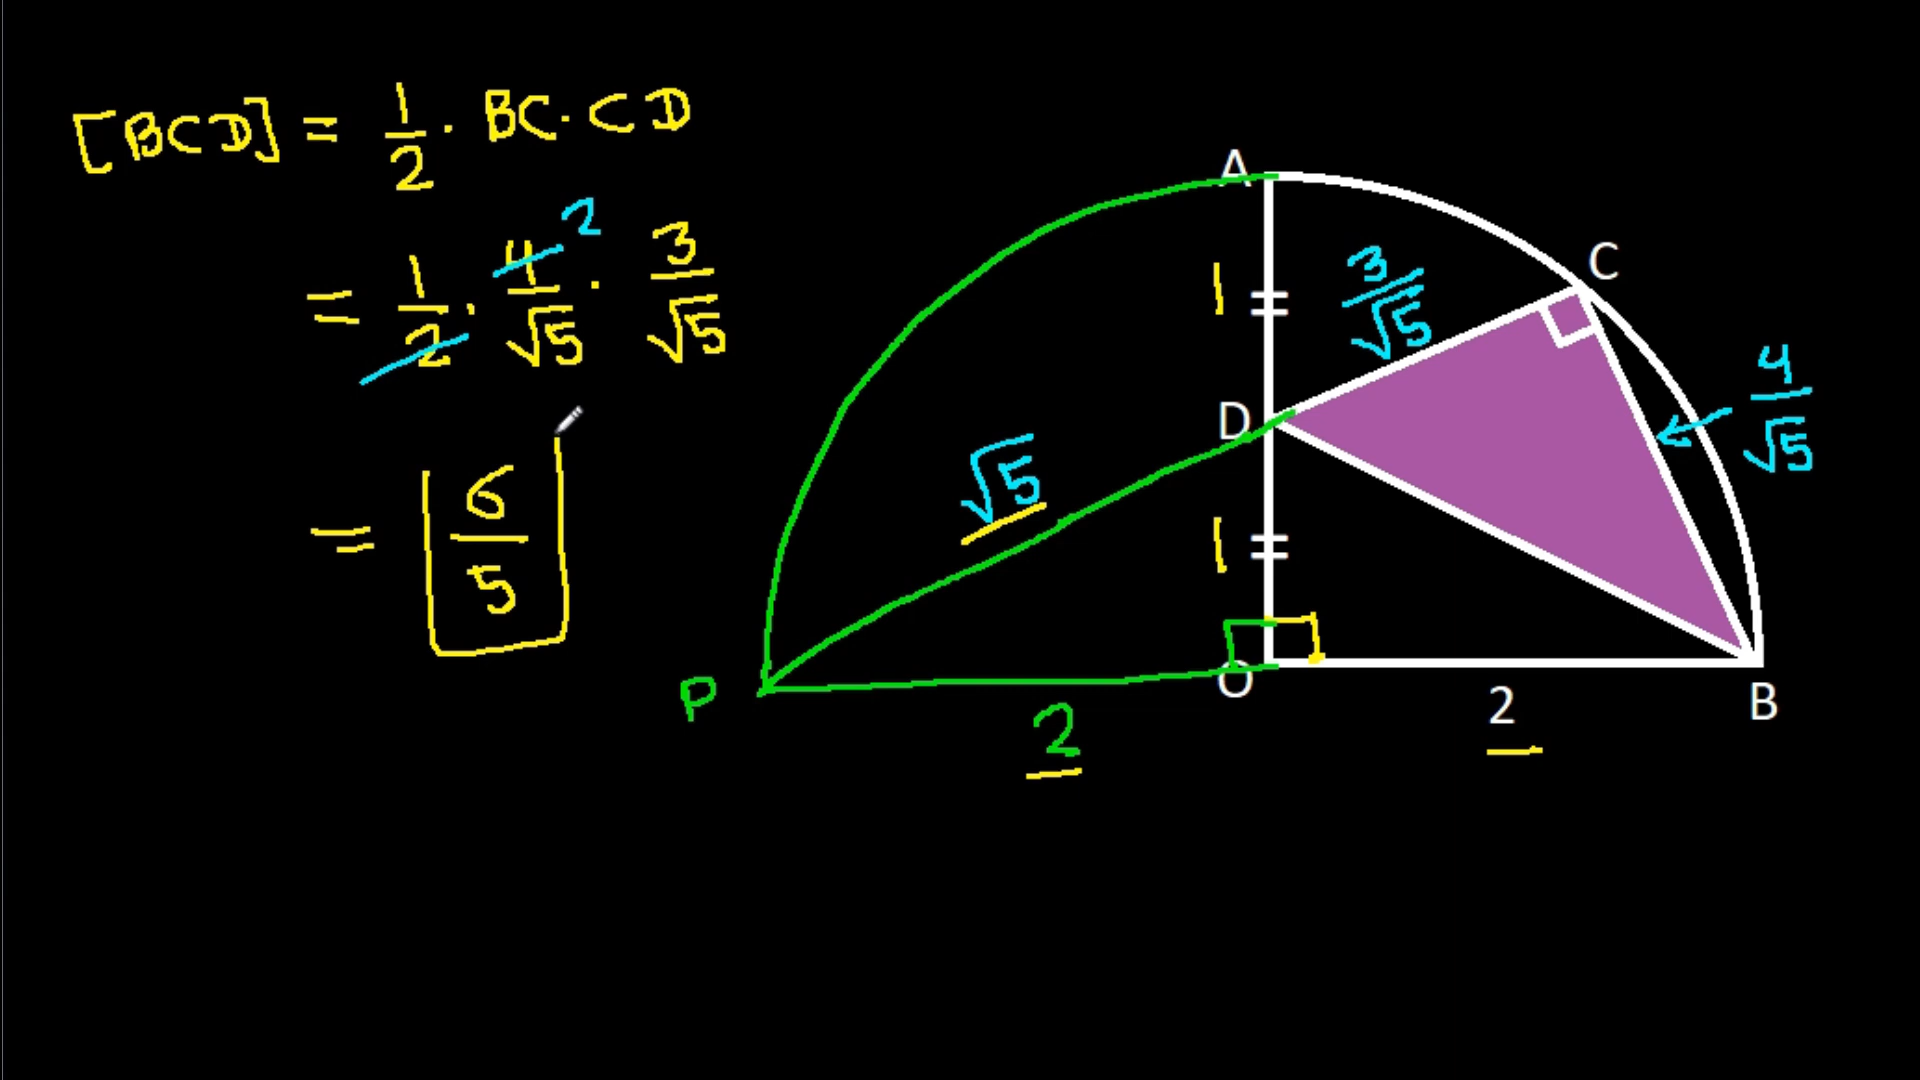 [BCD] = 1/2 · BC · CD
= 1/2 · 4/√5 · 3/√5
2
= 6/5
A
C
1
3/√5
D
4/√5
√5
1
P
O
B
2
2